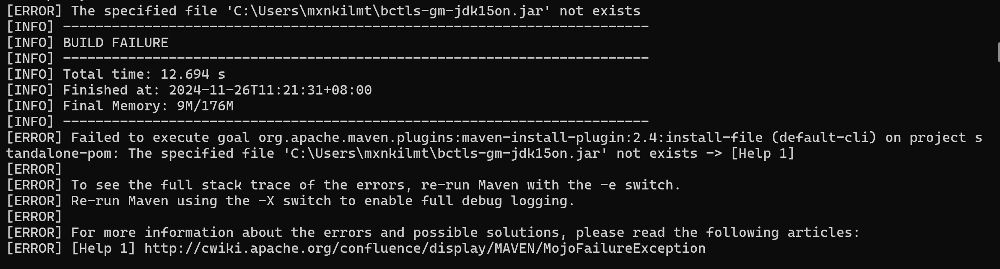 [ERROR] The specified file 'C:\Users\mxnkilmt\bctls-gm-jdk15on.jar' not exists
[INFO] ------------------------------------------------------------------------
[INFO] BUILD FAILURE
[INFO] ------------------------------------------------------------------------
[INFO] Total time: 12.694 s
[INFO] Finished at: 2024-11-26T11:21:31+08:00
[INFO] Final Memory: 9M/176M
[INFO] ------------------------------------------------------------------------
[ERROR] Failed to execute goal org.apache.maven.plugins:maven-install-plugin:2.4:install-file (default-cli) on project s
tandalone-pom: The specified file 'C:\Users\mxnkilmt\bctls-gm-jdk15on.jar' not exists -> [Help 1]
[ERROR]
[ERROR] To see the full stack trace of the errors, re-run Maven with the -e switch.
[ERROR] Re-run Maven using the -X switch to enable full debug logging.
[ERROR]
[ERROR] For more information about the errors and possible solutions, please read the following articles:
[ERROR] [Help 1] http://cwiki.apache.org/confluence/display/MAVEN/MojoFailureException